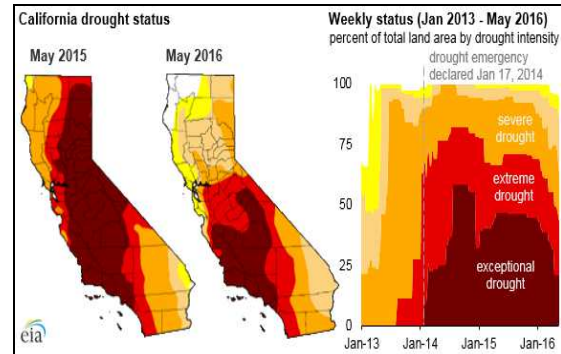 California drought status
May 2015
May 2016
eia
Weekly status (Jan 2013 - May 2016)
percent of total land area by drought intensity
drought emergency
declared Jan 17, 2014
100
75
50
25
0
severe
drought
extreme
drought
exceptional
drought
Jan-13
Jan-14
Jan-15
Jan-16